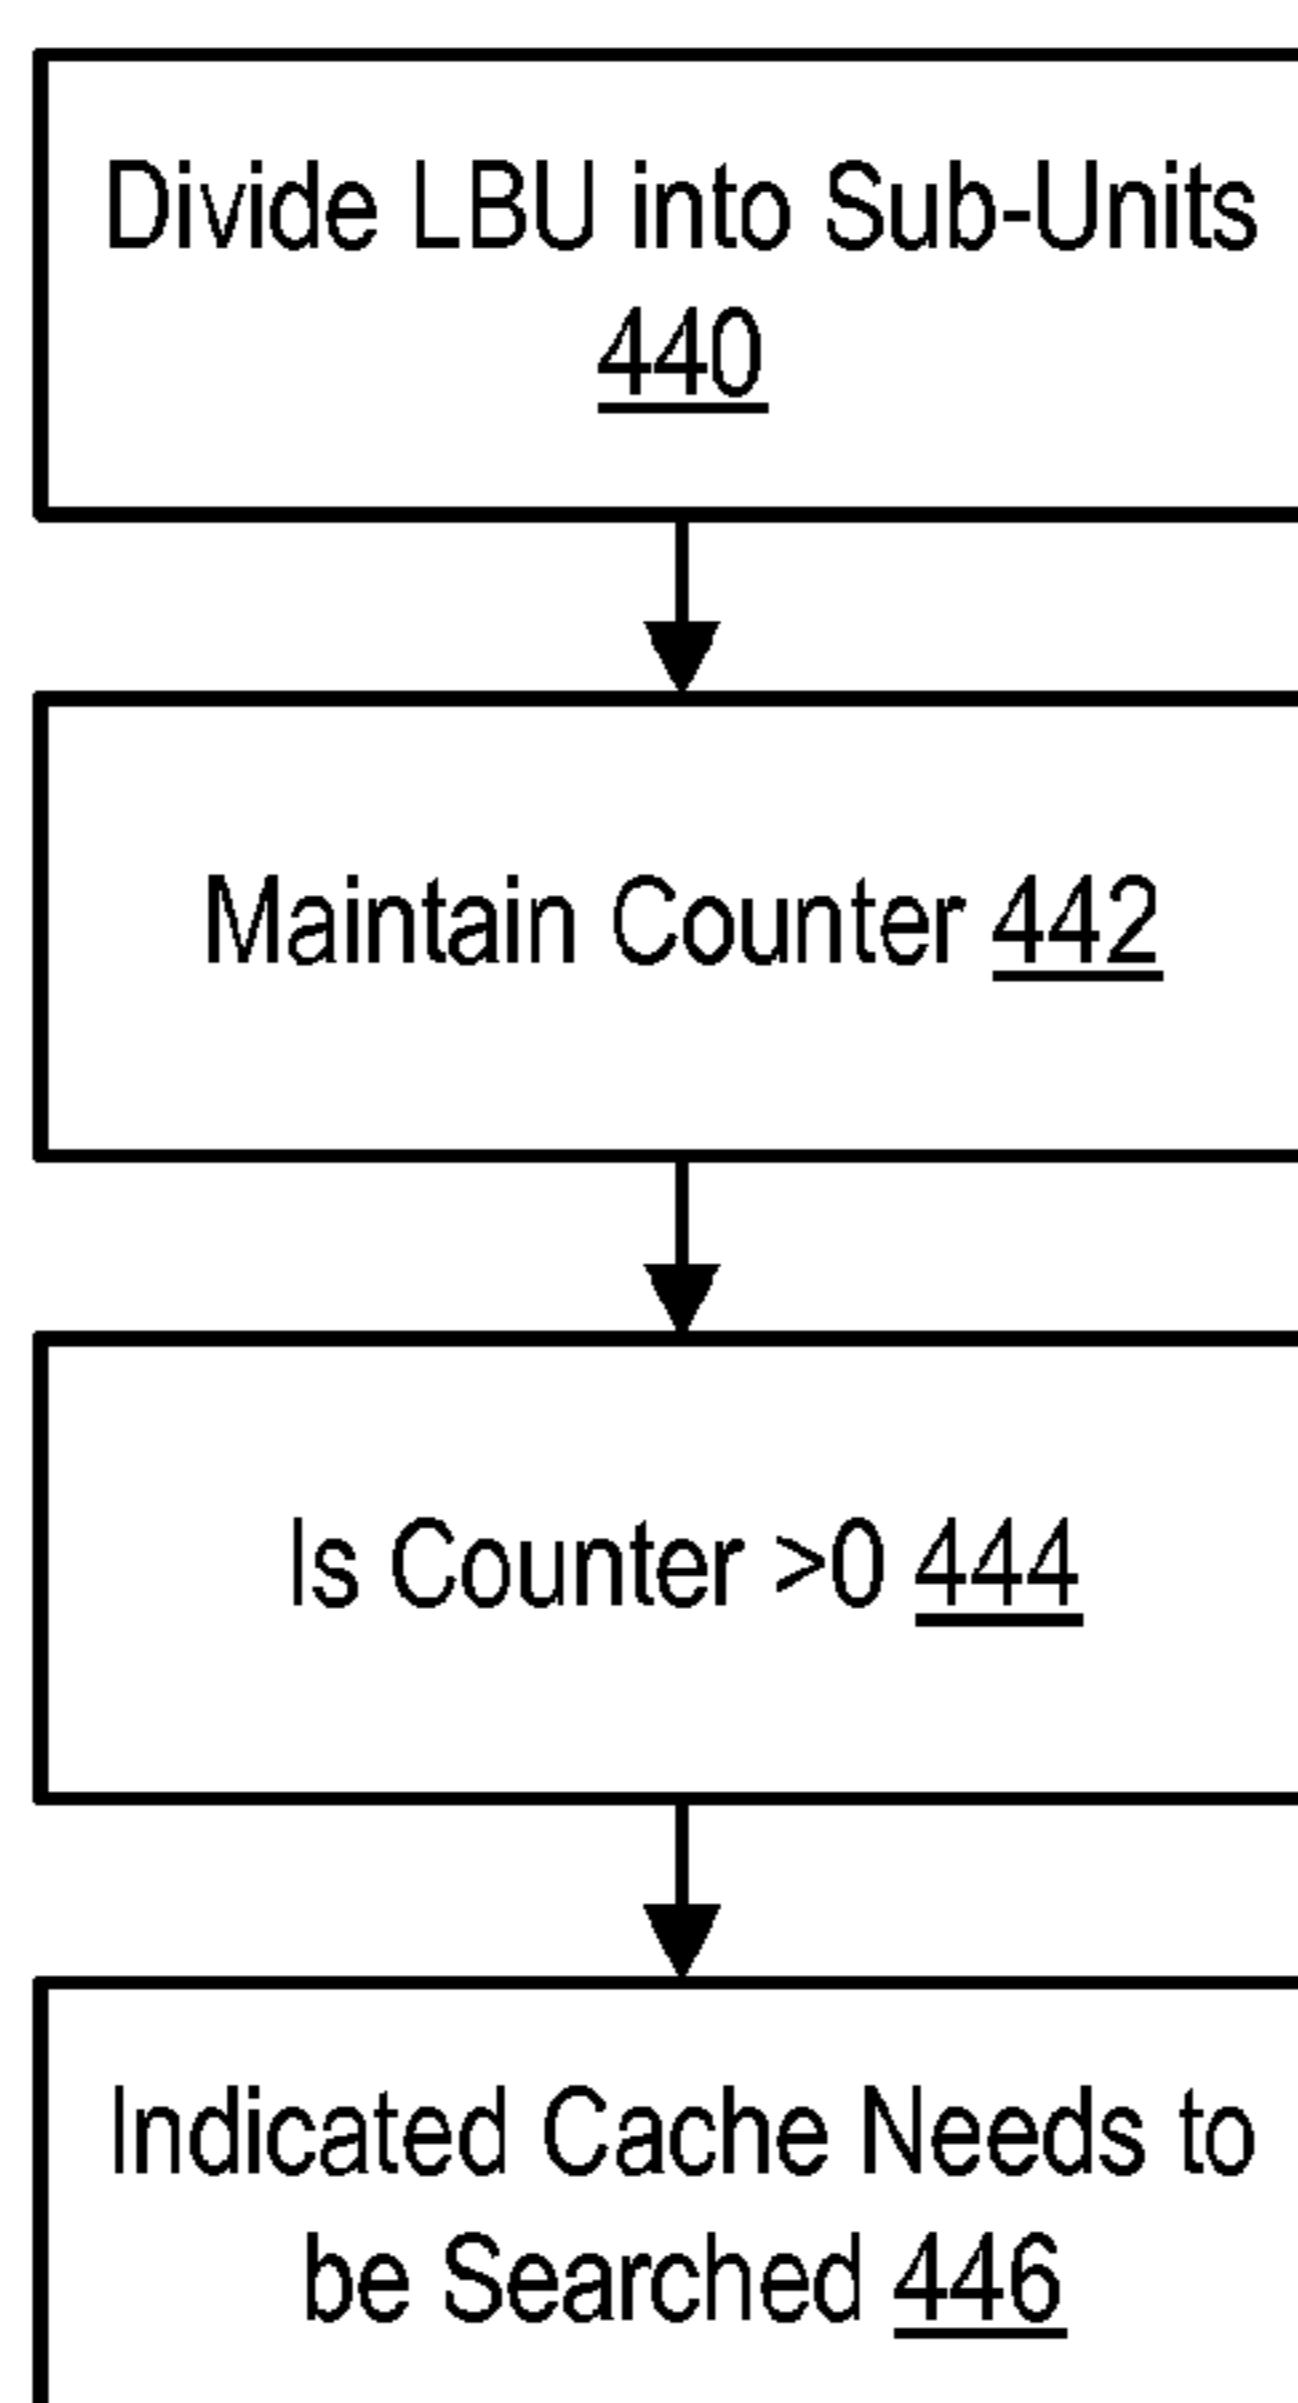 Divide LBU into Sub-Units
440
Maintain Counter 442
Is Counter >0 444
Indicated Cache Needs to
be Searched 446